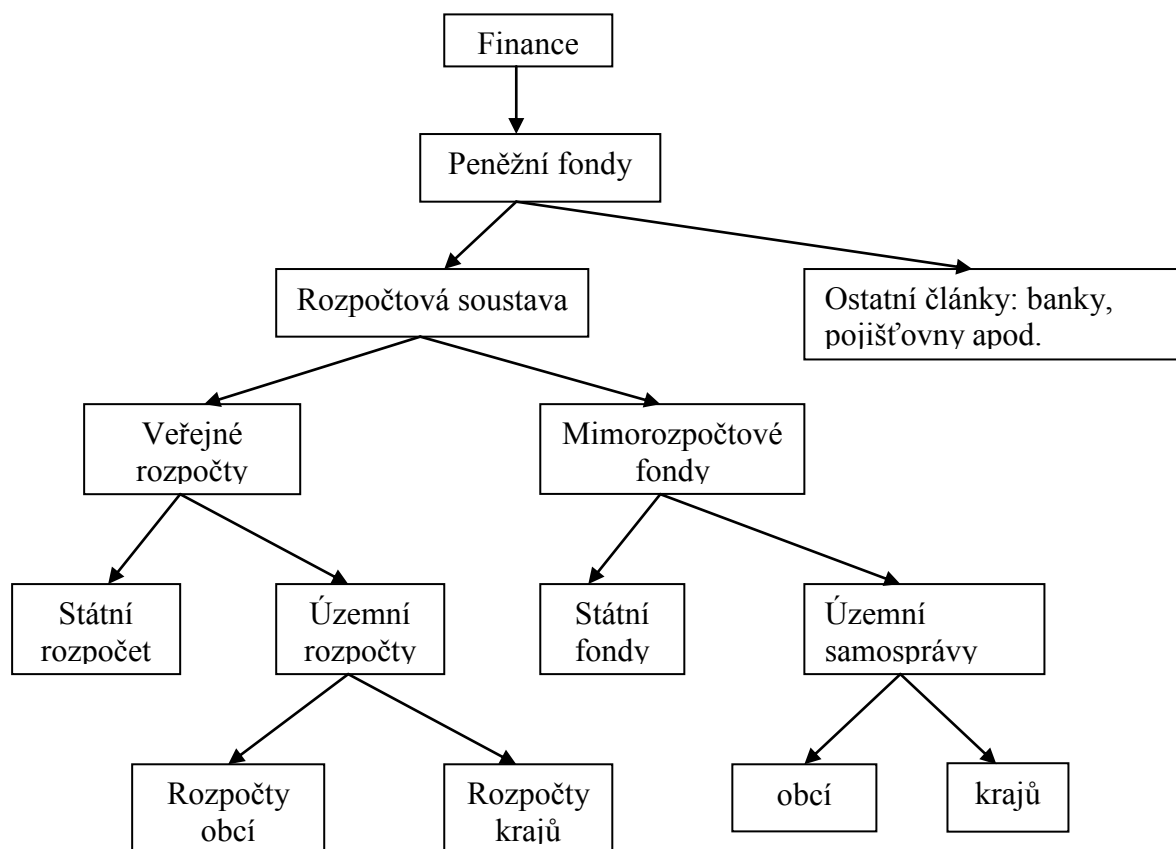 Finance
Peněžní fondy
Rozpočtová soustava
Ostatní články: banky,
pojišťovny apod.
Veřejné
rozpočty
Mimorozpočtové
fondy
Státní
rozpočet
Územní
rozpočty
Státní
fondy
Územní
samosprávy
Rozpočty
obcí
Rozpočty
krajů
obcí
krajů